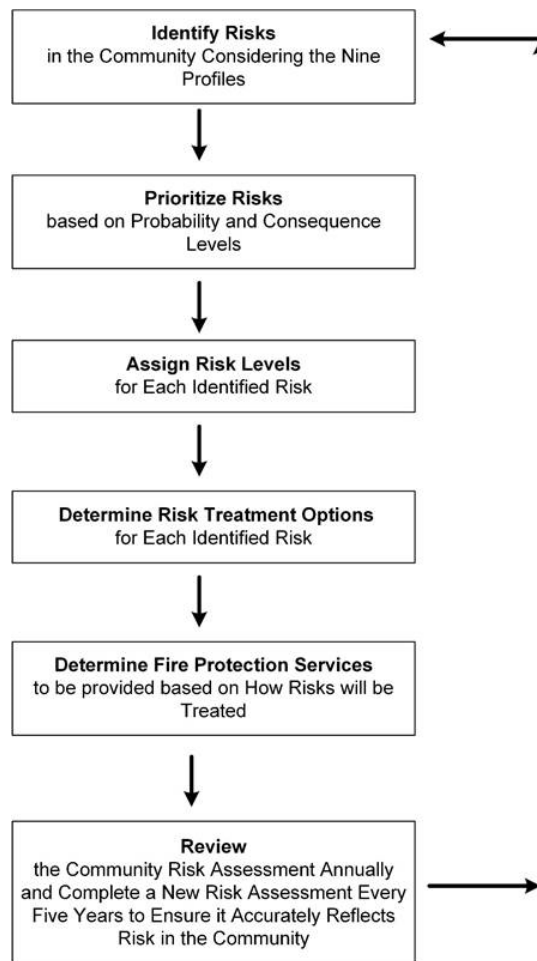 Identify Risks
in the Community Considering the Nine
Profiles
Prioritize Risks
based on Probability and Consequence
Levels
Assign Risk Levels
for Each Identified Risk
Determine Risk Treatment Options
for Each Identified Risk
Determine Fire Protection Services
to be provided based on How Risks will be
Treated
Review
the Community Risk Assessment Annually
and Complete a New Risk Assessment Every
Five Years to Ensure it Accurately Reflects
Risk in the Community